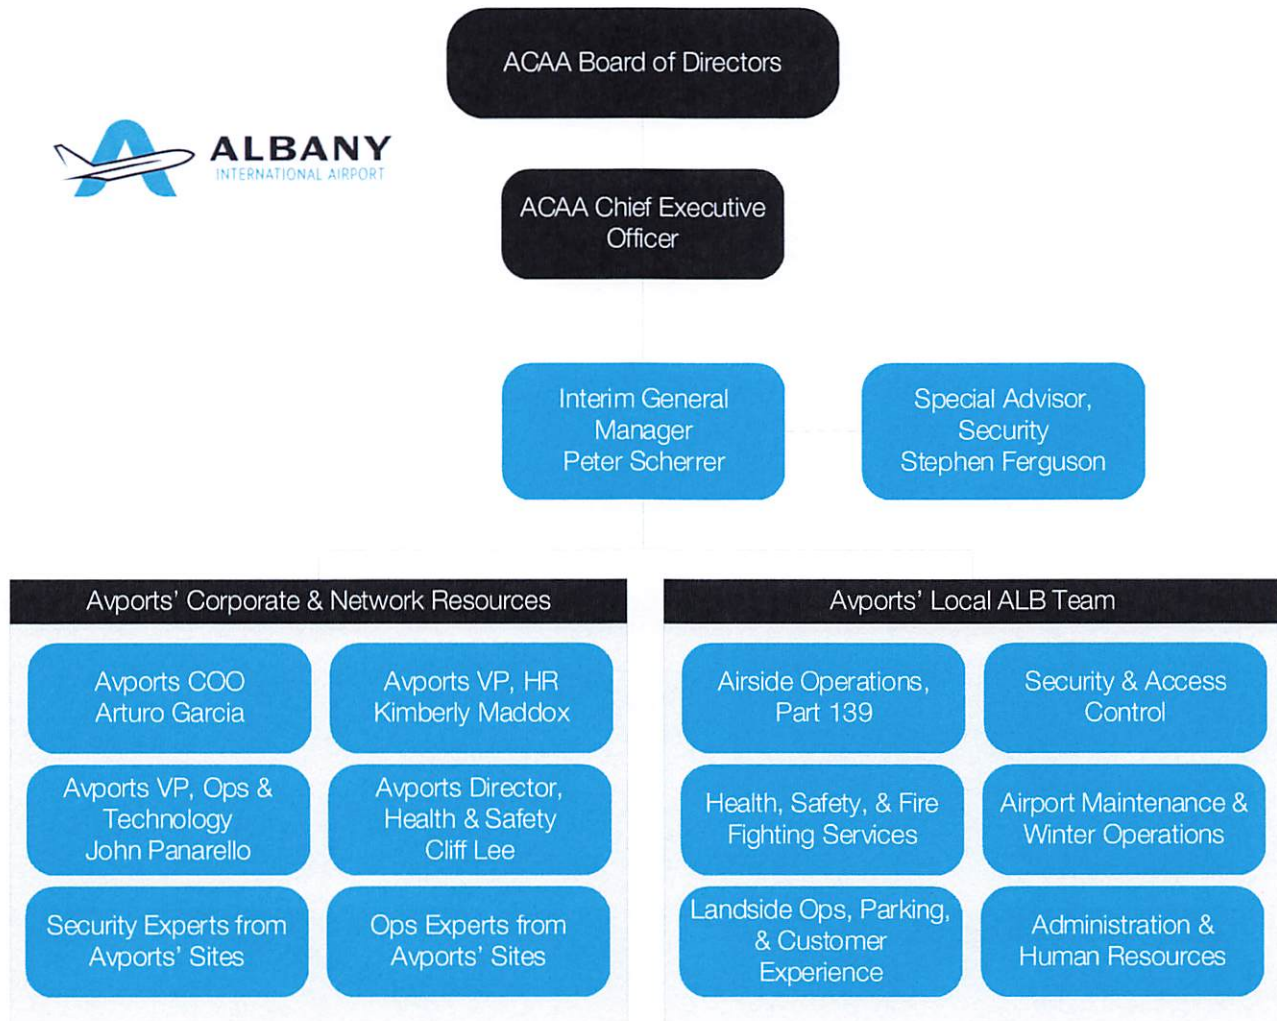 ACAA Board of Directors
ALBANY
INTERNATIONAL AIRPORT
ACAA Chief Executive
Officer
Interim General
Manager
Peter Scherrer
Special Advisor,
Security
Stephen Ferguson
Avports' Corporate & Network Resources
Avports COO
Arturo Garcia
Avports VP, HR
Kimberly Maddox
Avports VP, Ops &
Technology
John Panarello
Avports Director,
Health & Safety
Cliff Lee
Security Experts from
Avports' Sites
Ops Experts from
Avports' Sites
Avports' Local ALB Team
Airside Operations,
Part 139
Security & Access
Control
Health, Safety, & Fire
Fighting Services
Airport Maintenance &
Winter Operations
Landside Ops, Parking,
& Customer
Experience
Administration &
Human Resources